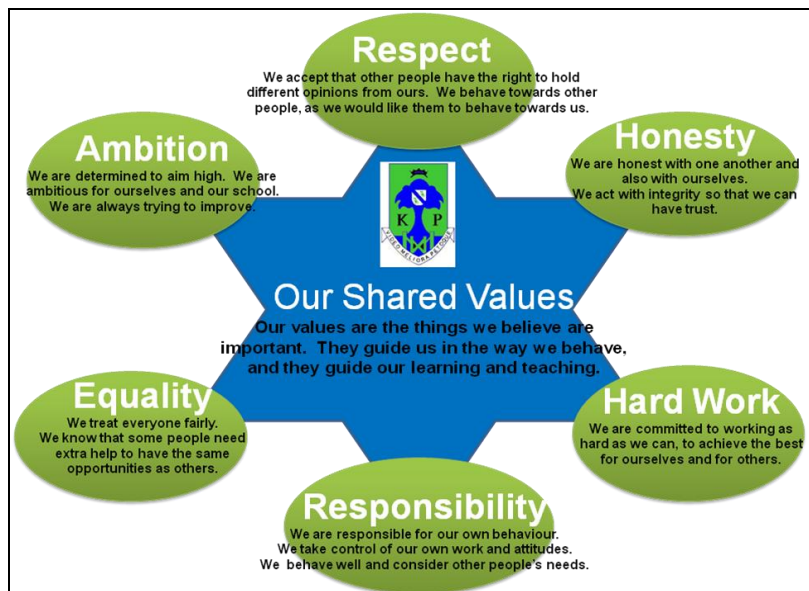 Respect
We accept that other people have the right to hold
different opinions from ours.  We behave towards other
people, as we would like them to behave towards us.
Ambition
We are determined to aim high.  We are
ambitious for ourselves and our school.
We are always trying to improve.
Honesty
We are honest with one another and
also with ourselves.
We act with integrity so that we can
have trust.
K P
VIDEO MELIORA PETOQUE
Our Shared Values
Our values are the things we believe are
important.  They guide us in the way we behave,
and they guide our learning and teaching.
Equality
We treat everyone fairly.
We know that some people need
extra help to have the same
opportunities as others.
Hard Work
We are committed to working as
hard as we can, to achieve the best
for ourselves and for others.
Responsibility
We are responsible for our own behaviour.
We take control of our own work and attitudes.
We  behave well and consider other people's needs.